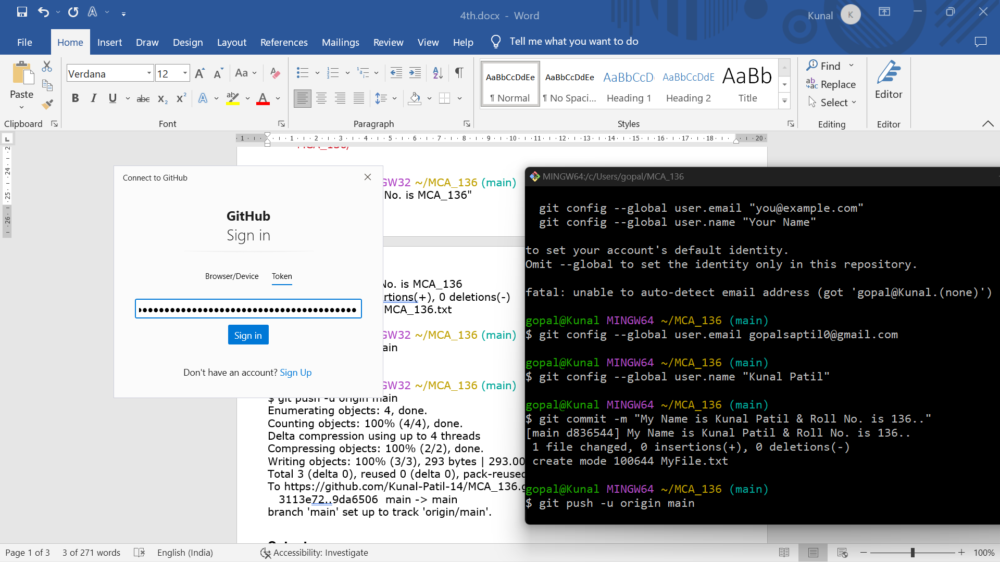 4th.docx - Word
Kunal
K
File
Home
Insert
Draw
Design
Layout
References
Mailings
Review
View
Help
Tell me what you want to do
Paste
Clipboard
Verdana
12
Font
Paragraph
AaBbCcDdEe
¶ Normal
AaBbCcDdEe
¶ No Spaci...
AaBbCcD
Heading 1
AaBbCcDdE
Heading 2
AaBb
Title
Styles
Find
Replace
Select
Editing
Editor
Editor
MCA_136/
GW32 ~/MCA_136 (main)
No. is MCA_136"
No. is MCA_136
rtions(+), 0 deletions(-)
MCA_136.txt
GW32 ~/MCA_136 (main)
ain
GW32 ~/MCA_136 (main)
$ git push -u origin main
Enumerating objects: 4, done.
Counting objects: 100% (4/4), done.
Delta compression using up to 4 threads
Compressing objects: 100% (2/2), done.
Writing objects: 100% (3/3), 293 bytes | 293.00
Total 3 (delta 0), reused 0 (delta 0), pack-reused
To https://github.com/Kunal-Patil-14/MCA_136.g
3113e72..9da6506 main -> main
branch 'main' set up to track 'origin/main'.
Connect to GitHub
GitHub
Sign in
Browser/Device
Token
Sign in
Don't have an account? Sign Up
MINGW64:/c/Users/gopal/MCA_136
git config --global user.email "you@example.com"
git config --global user.name "Your Name"
to set your account's default identity.
Omit --global to set the identity only in this repository.
fatal: unable to auto-detect email address (got 'gopal@Kunal.(none)')
gopal@Kunal MINGW64 ~/MCA_136 (main)
$ git config --global user.email gopalsaptil0@gmail.com
gopal@Kunal MINGW64 ~/MCA_136 (main)
$ git config --global user.name "Kunal Patil"
gopal@Kunal MINGW64 ~/MCA_136 (main)
$ git commit -m "My Name is Kunal Patil & Roll No. is 136.."
[main d836544] My Name is Kunal Patil & Roll No. is 136..
1 file changed, 0 insertions(+), 0 deletions(-)
create mode 100644 MyFile.txt
gopal@Kunal MINGW64 ~/MCA_136 (main)
$ git push -u origin main
Page 1 of 3
3 of 271 words
English (India)
Accessibility: Investigate
100%